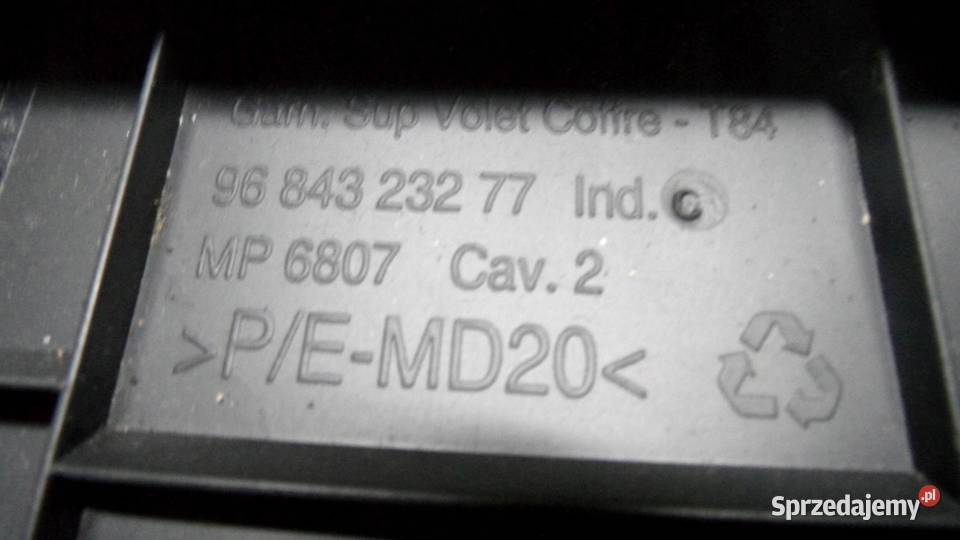 Garn. Sup Volet Coffre - T84
96 843 232 77 Ind. c
MP 6807 Cav. 2
>P/E-MD20<
Sprzedajemy.pl